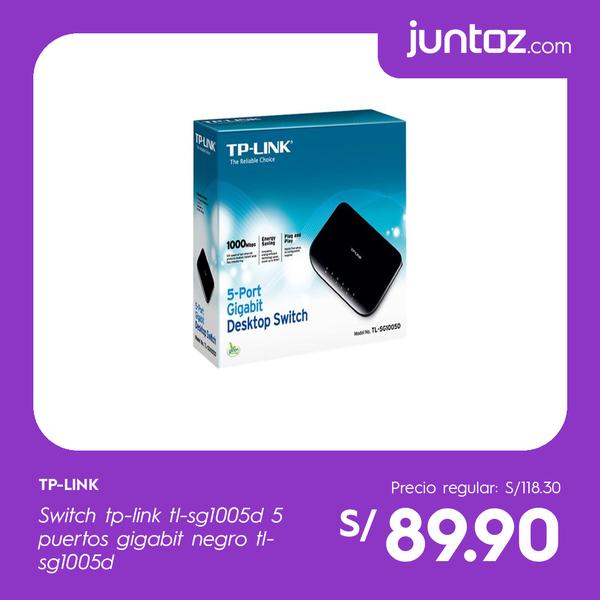 juntoz.com
TP-LINK
The Reliable Choice
1000Mbps
Energy Saving
Plug and Play
5-Port
Gigabit
Desktop Switch
Model No. TL-SG1005D
TP-LINK
5-Port
Gigabit
Desktop Switch
TP-LINK
Switch tp-link tl-sg1005d 5
puertos gigabit negro tl-
sg1005d
Precio regular: S/118.30
S/ 89.90